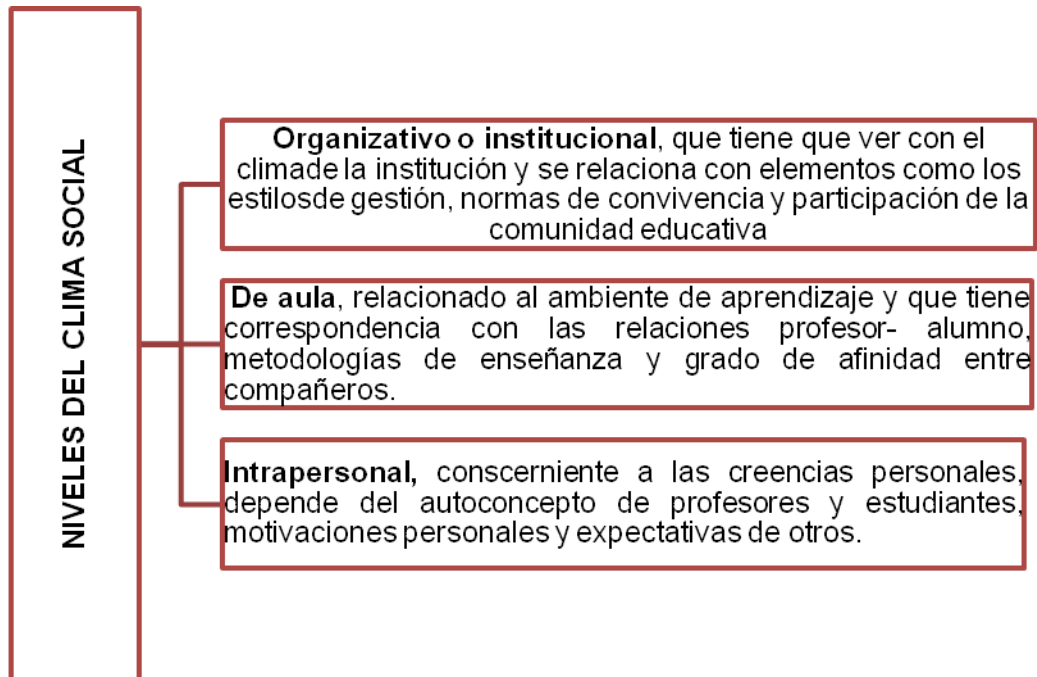 NIVELES DEL CLIMA SOCIAL
Organizativo o institucional, que tiene que ver con el
climade la institución y se relaciona con elementos como los
estilosde gestión, normas de convivencia y participación de la
comunidad educativa
De aula, relacionado al ambiente de aprendizaje y que tiene
correspondencia con las relaciones profesor- alumno,
metodologías de enseñanza y grado de afinidad entre
compañeros.
Intrapersonal, conscerniente a las creencias personales,
depende del autoconcepto de profesores y estudiantes,
motivaciones personales y expectativas de otros.